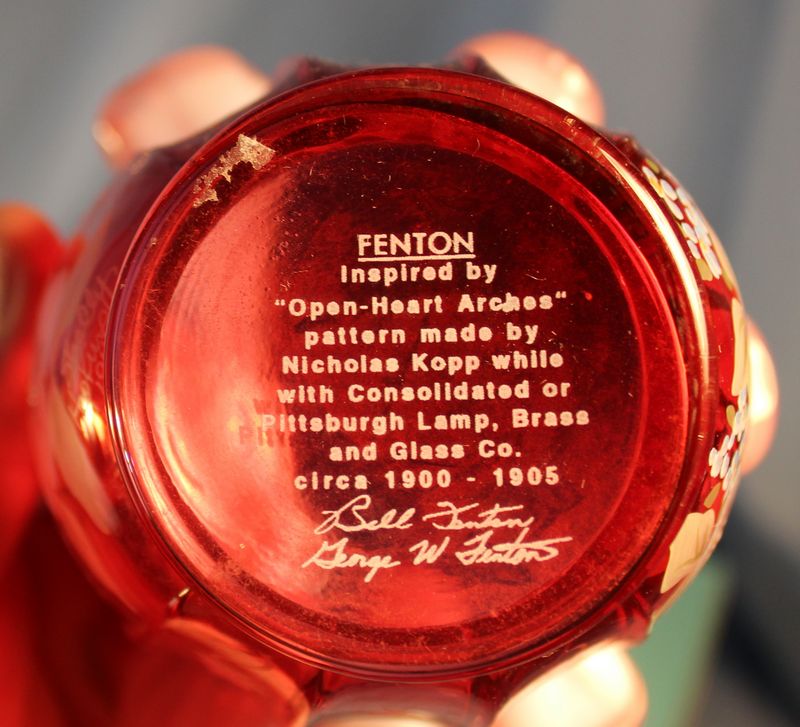 FENTON
Inspired by
"Open-Heart Arches"
pattern made by
Nicholas Kopp while
with Consolidated or
Pittsburgh Lamp, Brass
and Glass Co.
circa 1900 - 1905
Bill Fenton
George W Fenton